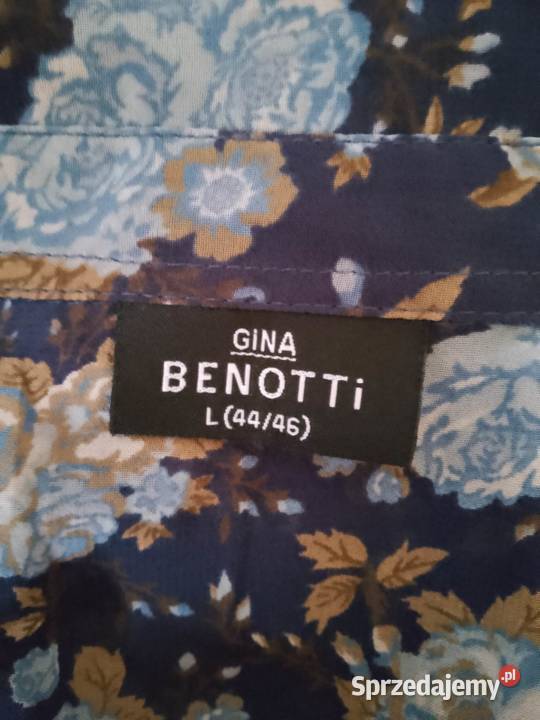 GiNA
BENOTTi
L (44/46)
Sprzedajemy.pl